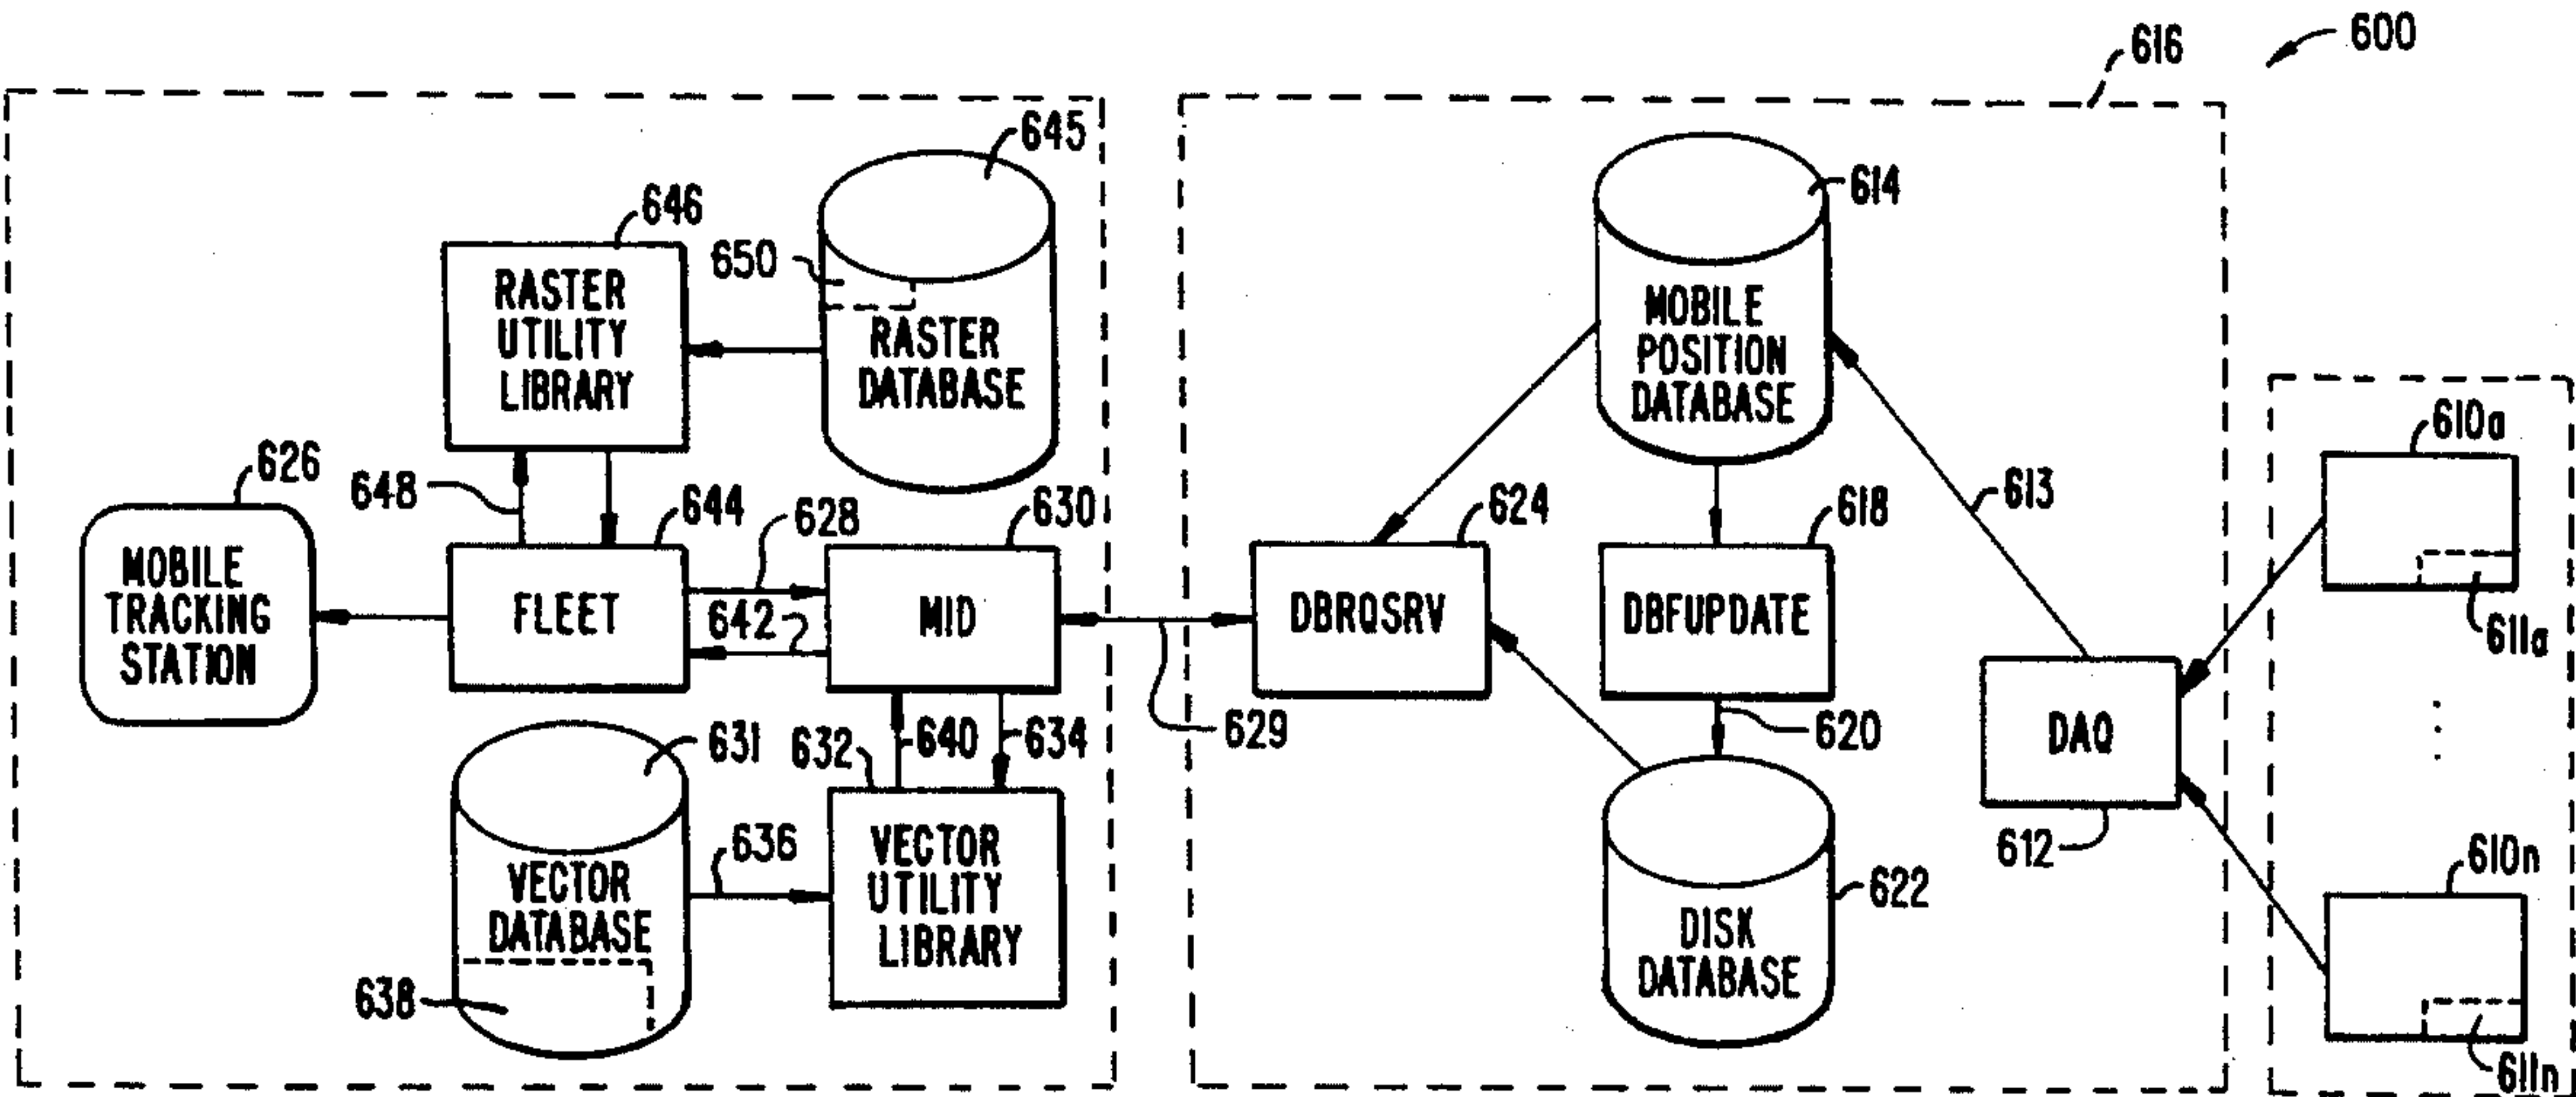 600
616
645
614
646
650
RASTER
UTILITY
LIBRARY
RASTER
DATABASE
MOBILE
POSITION
DATABASE
610a
626
648
644
628
630
624
618
613
MOBILE
TRACKING
STATION
FLEET
642
MID
DBRQSRV
DBFUPDATE
611a
631
632
640
634
629
620
DAQ
636
612
610n
VECTOR
DATABASE
VECTOR
UTILITY
LIBRARY
622
DISK
DATABASE
638
611n